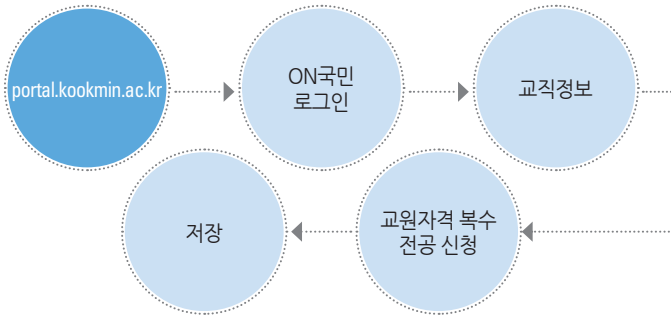 portal.kookmin.ac.kr
ON국민
로그인
교직정보
교원자격 복수
전공 신청
저장